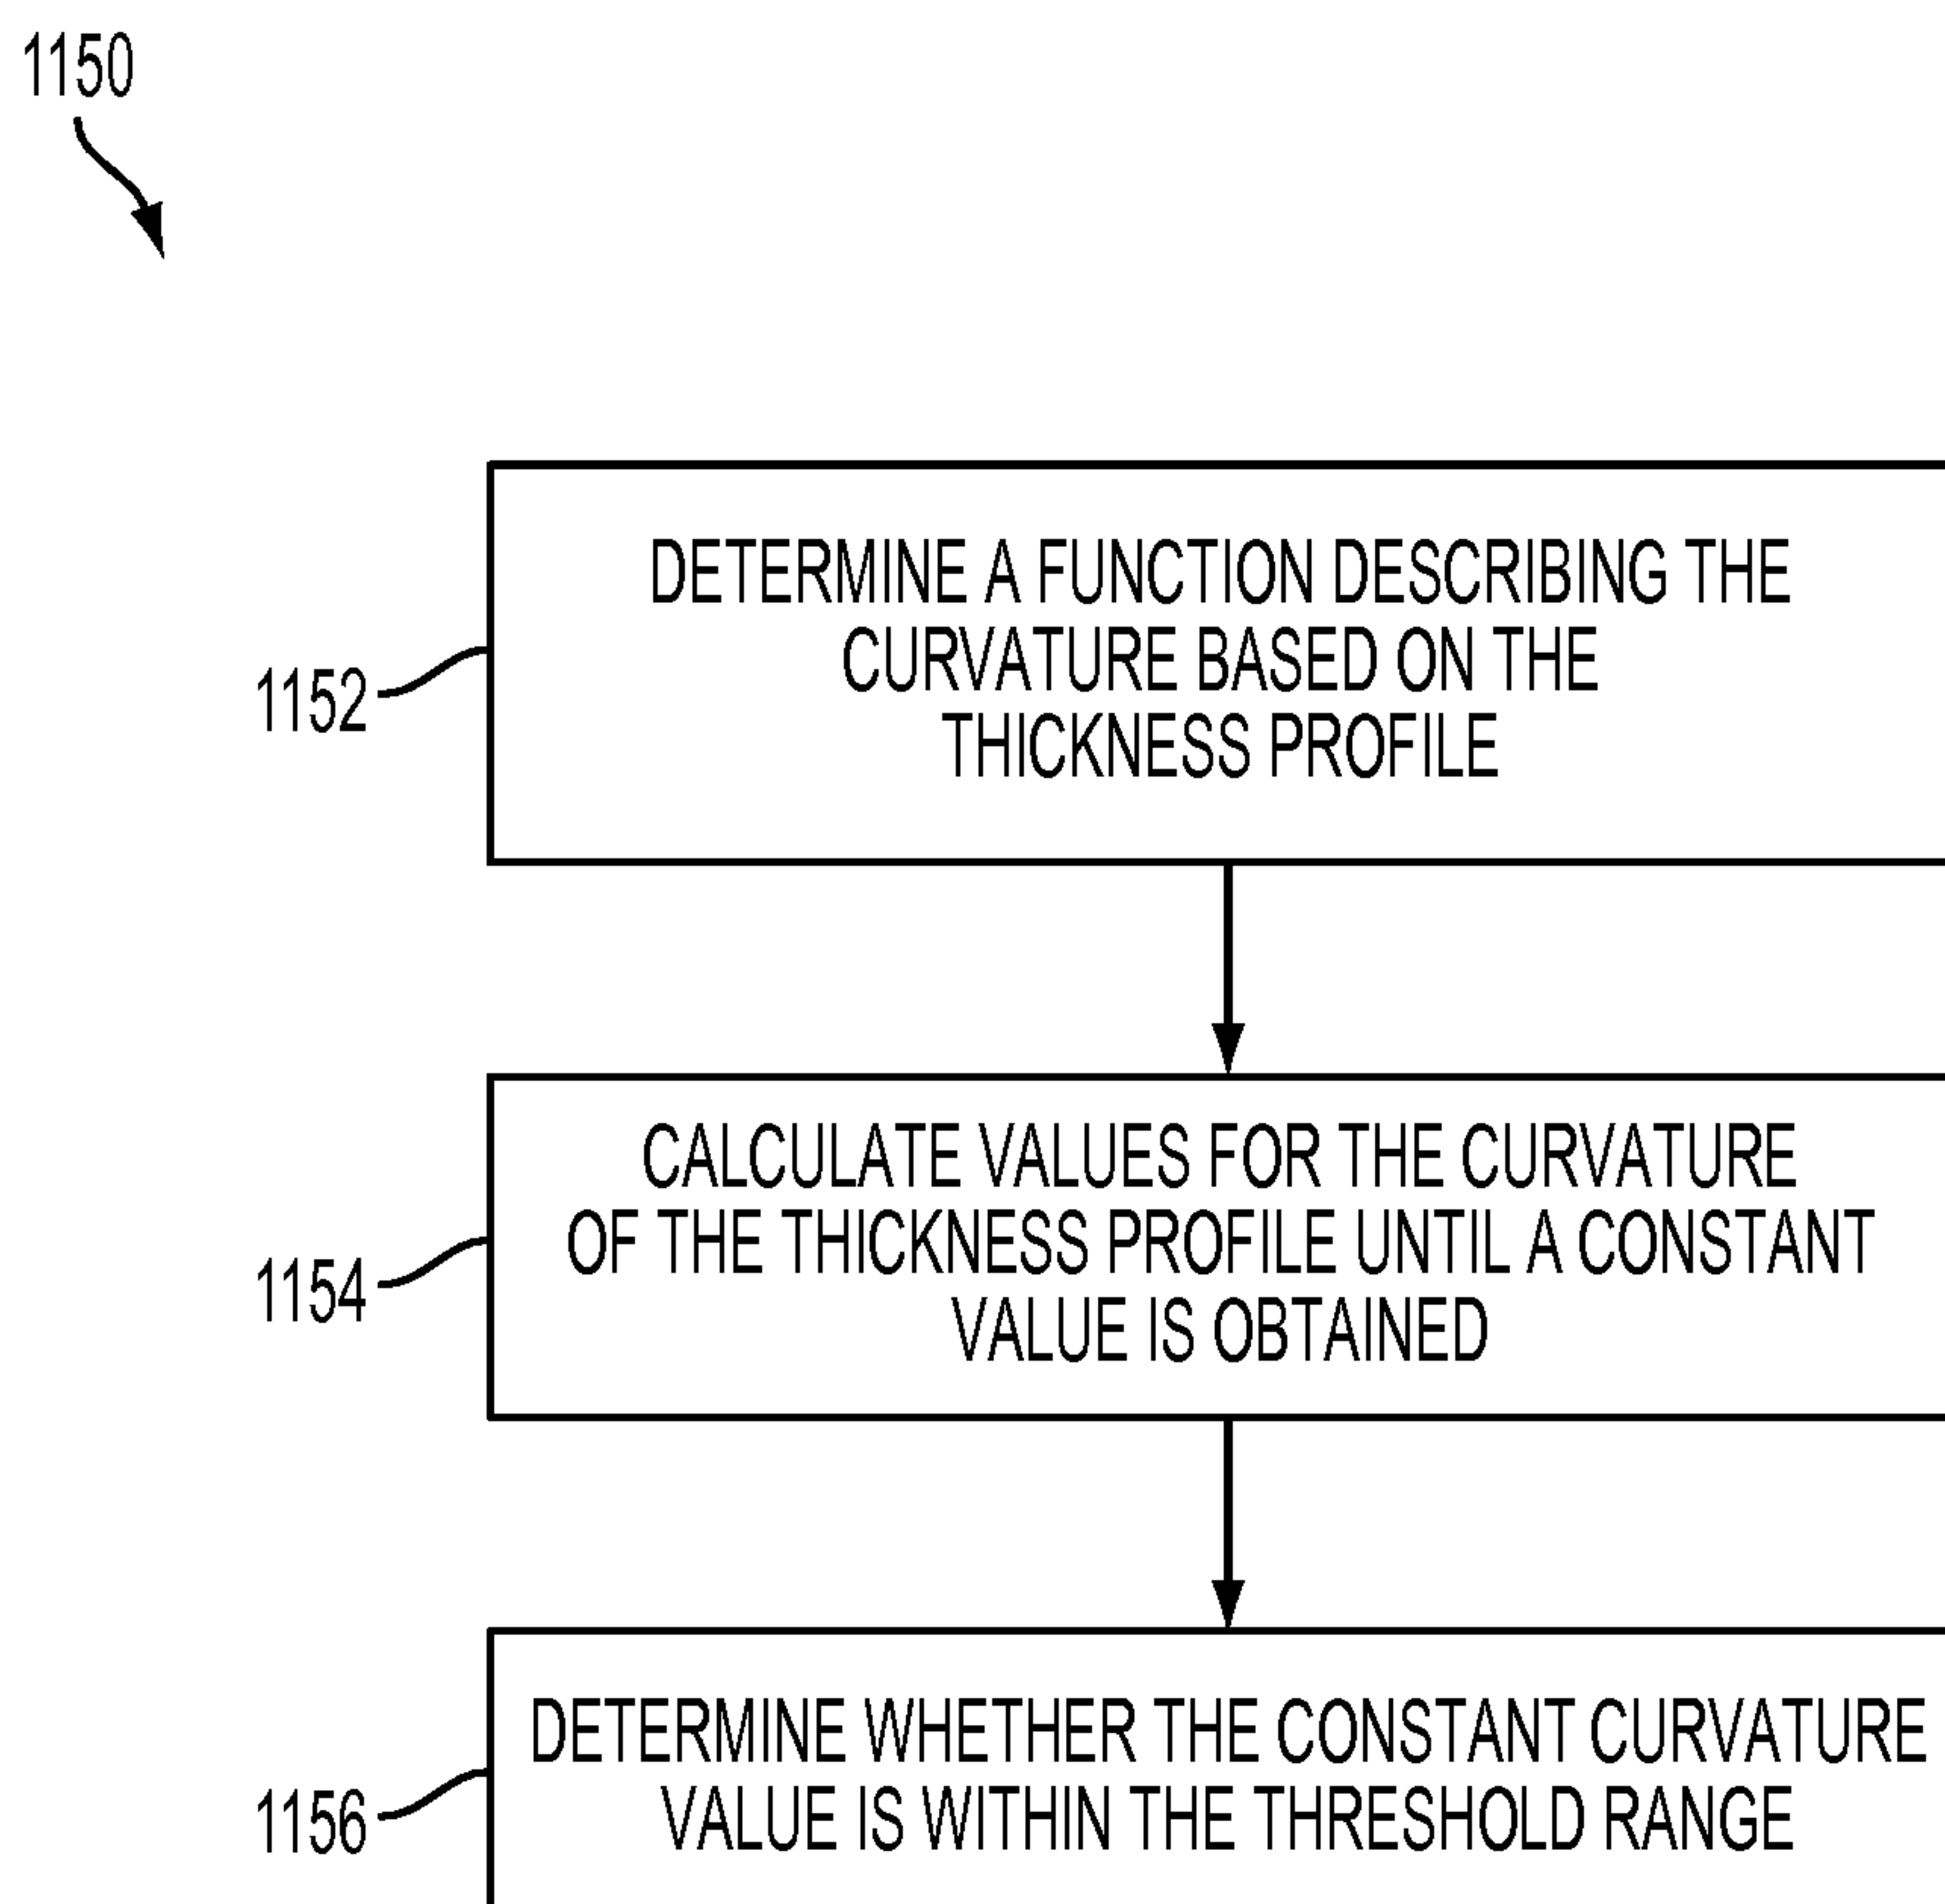 1150
DETERMINE A FUNCTION DESCRIBING THE
CURVATURE BASED ON THE
THICKNESS PROFILE
1152
CALCULATE VALUES FOR THE CURVATURE
OF THE THICKNESS PROFILE UNTIL A CONSTANT
VALUE IS OBTAINED
1154
DETERMINE WHETHER THE CONSTANT CURVATURE
VALUE IS WITHIN THE THRESHOLD RANGE
1156